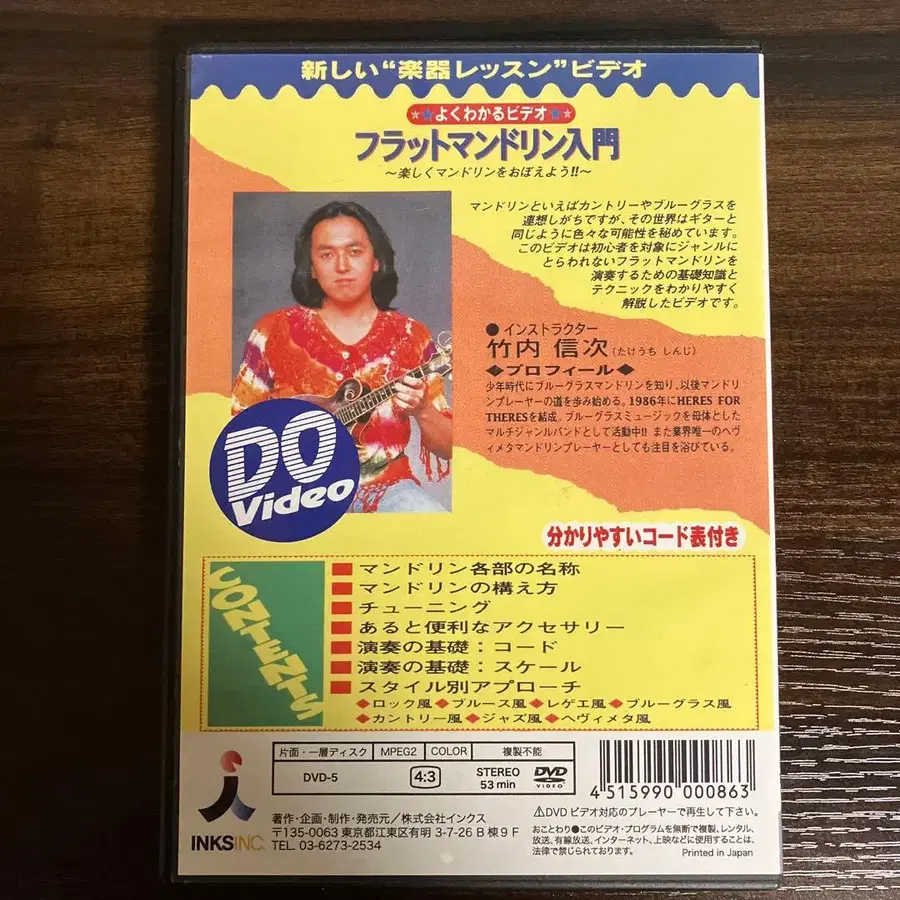 新しい“楽器レッスン”ビデオ
★★よくわかるビデオ★★
フラットマンドリン入門
～楽しくマンドリンをおぼえよう!!～
マンドリンといえばカントリーやブルーグラスを
連想しがちですが、その世界はギターと
同じように色々な可能性を秘めています。
このビデオは初心者を対象にジャンルに
とらわれないフラットマンドリンを
演奏するための基礎知識と
テクニックをわかりやすく
解説したビデオです。
●インストラクター
竹内 信次(たけうち しんじ)
◆プロフィール◆
少年時代にブルーグラスマンドリンを知り、以後マンドリ
ンプレーヤーの道を歩み始める。1986年にHERES FOR
THERESを結成。ブルーグラスミュージックを母体とした
マルチジャンルバンドとして活動中!! また業界唯一のヘヴ
ィメタマンドリンプレーヤーとしても注目を浴びている。
DO
Video
分かりやすいコード表付き
CONTENTS
■マンドリン各部の名称
■マンドリンの構え方
■チューニング
■あると便利なアクセサリー
■演奏の基礎：コード
■演奏の基礎：スケール
■スタイル別アプローチ
◆ロック風◆ブルース風◆レゲエ風◆ブルーグラス風
◆カントリー風◆ジャズ風◆ヘヴィメタ風
片面・一層ディスク MPEG2 COLOR 複製不能
DVD-5 4:3 STEREO 53 min DVD VIDEO
4 515990 000863
INKSINC.
著作・企画・制作・発売元／株式会社インクス
〒135-0063 東京都江東区有明 3-7-26 B 棟 9 F
TEL. 03-6273-2534
⚠DVD ビデオ対応のプレーヤーで再生して下さい。
おことわり●このビデオ・プログラムを無断で複製、レンタル、
放送、有線放送、インターネット、上映などに使用することは、
法律で禁じられております。
Printed in Japan